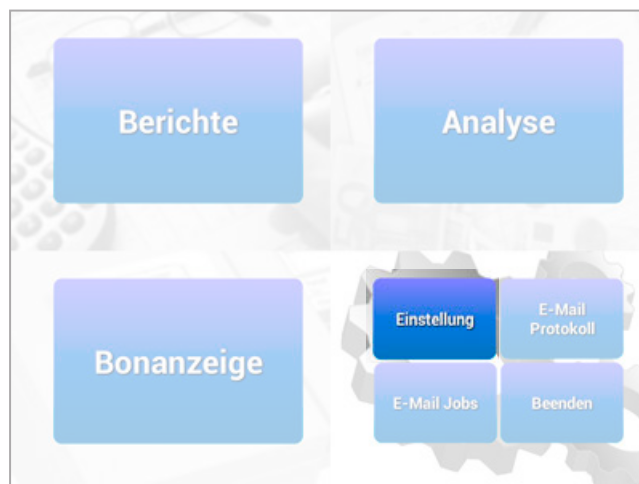 Berichte
Analyse
Bonanzeige
Einstellung
E-Mail
Protokoll
E-Mail Jobs
Beenden